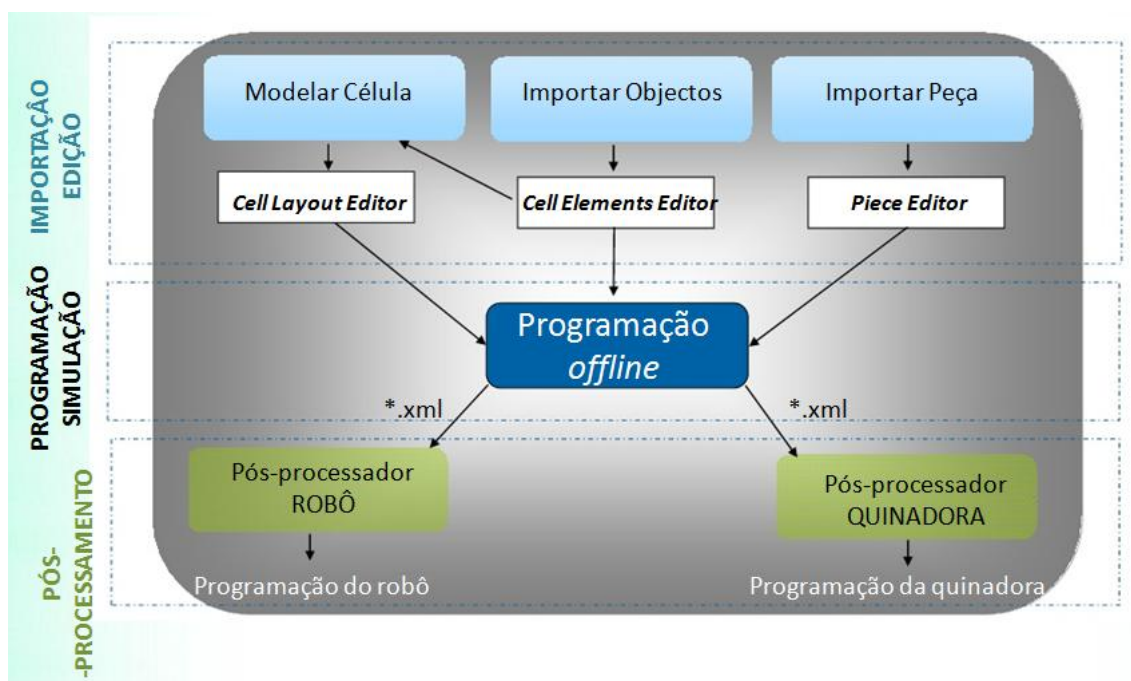 IMPORTAÇÂO
EDIÇÃO
Modelar Célula
Importar Objectos
Importar Peça
Cell Layout Editor
Cell Elements Editor
Piece Editor
PROGRAMAÇÃO
SIMULAÇÃO
Programação
offline
*.xml
*.xml
PÓS-
-PROCESSAMENTO
Pós-processador
ROBÔ
Pós-processador
QUINADORA
Programação do robô
Programação da quinadora